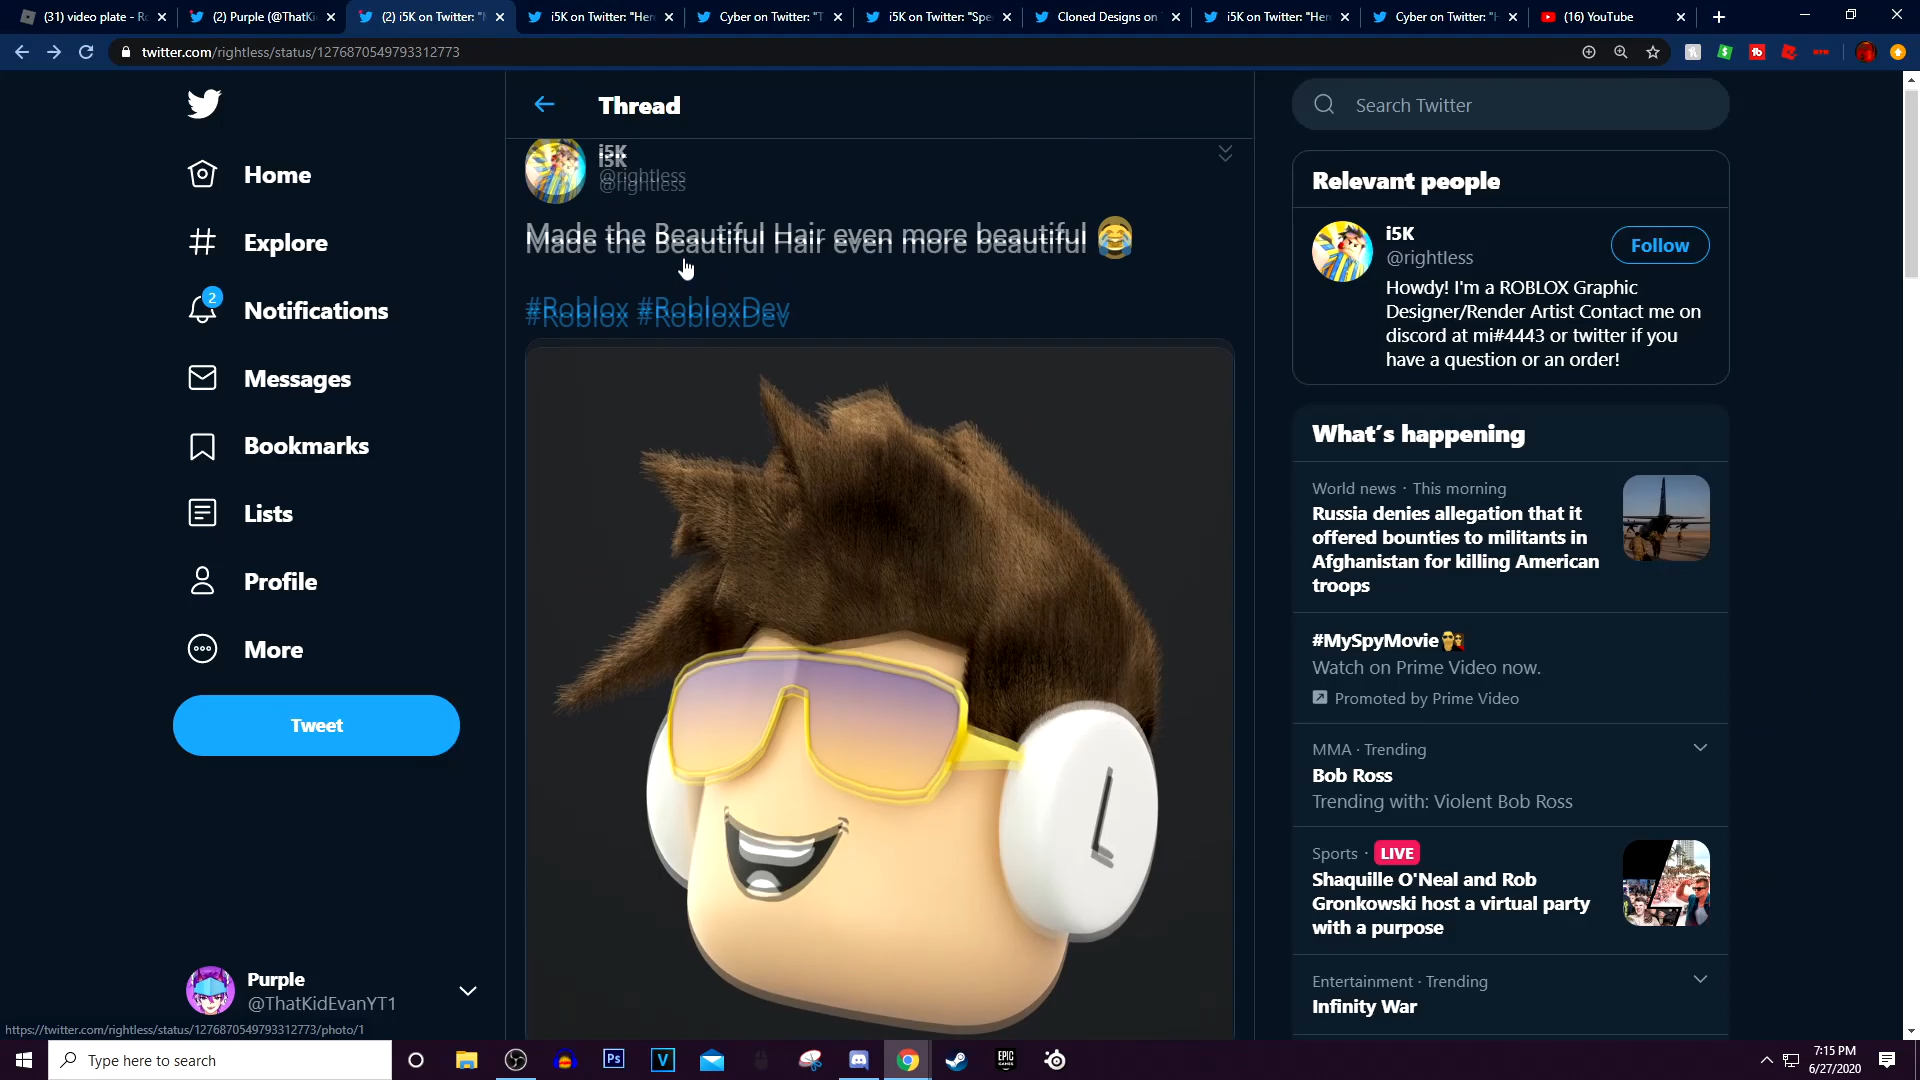 (31) video plate - Ro
(2) Purple (@ThatKi
(2) i5K on Twitter: "
i5K on Twitter: "Her
Cyber on Twitter: "T
i5K on Twitter: "Spe
Cloned Designs on
i5K on Twitter: "Her
Cyber on Twitter: "H
(16) YouTube
twitter.com/rightless/status/1276870549793312773
Home
Explore
2
Notifications
Messages
Bookmarks
Lists
Profile
More
Tweet
Purple
@ThatKidEvanYT1
https://twitter.com/rightless/status/1276870549793312773/photo/1
Thread
i5K
@rightless
Made the Beautiful Hair even more beautiful 😂
#Roblox #RobloxDev
Search Twitter
Relevant people
i5K
@rightless
Follow
Howdy! I'm a ROBLOX Graphic
Designer/Render Artist Contact me on
discord at mi#4443 or twitter if you
have a question or an order!
What's happening
World news · This morning
Russia denies allegation that it
offered bounties to militants in
Afghanistan for killing American
troops
#MySpyMovie
Watch on Prime Video now.
Promoted by Prime Video
MMA · Trending
Bob Ross
Trending with: Violent Bob Ross
Sports · LIVE
Shaquille O'Neal and Rob
Gronkowski host a virtual party
with a purpose
Entertainment · Trending
Infinity War
Type here to search
Ps
V
EPIC
GAMES
7:15 PM
6/27/2020